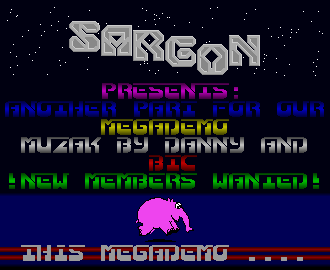 SARGON
PRESENTS:
ANOTHER PART FOR OUR
MEGADEMO
MUZAK BY DANNY AND
BIC
!NEW MEMBERS WANTED!
THIS MEGADEMO ....